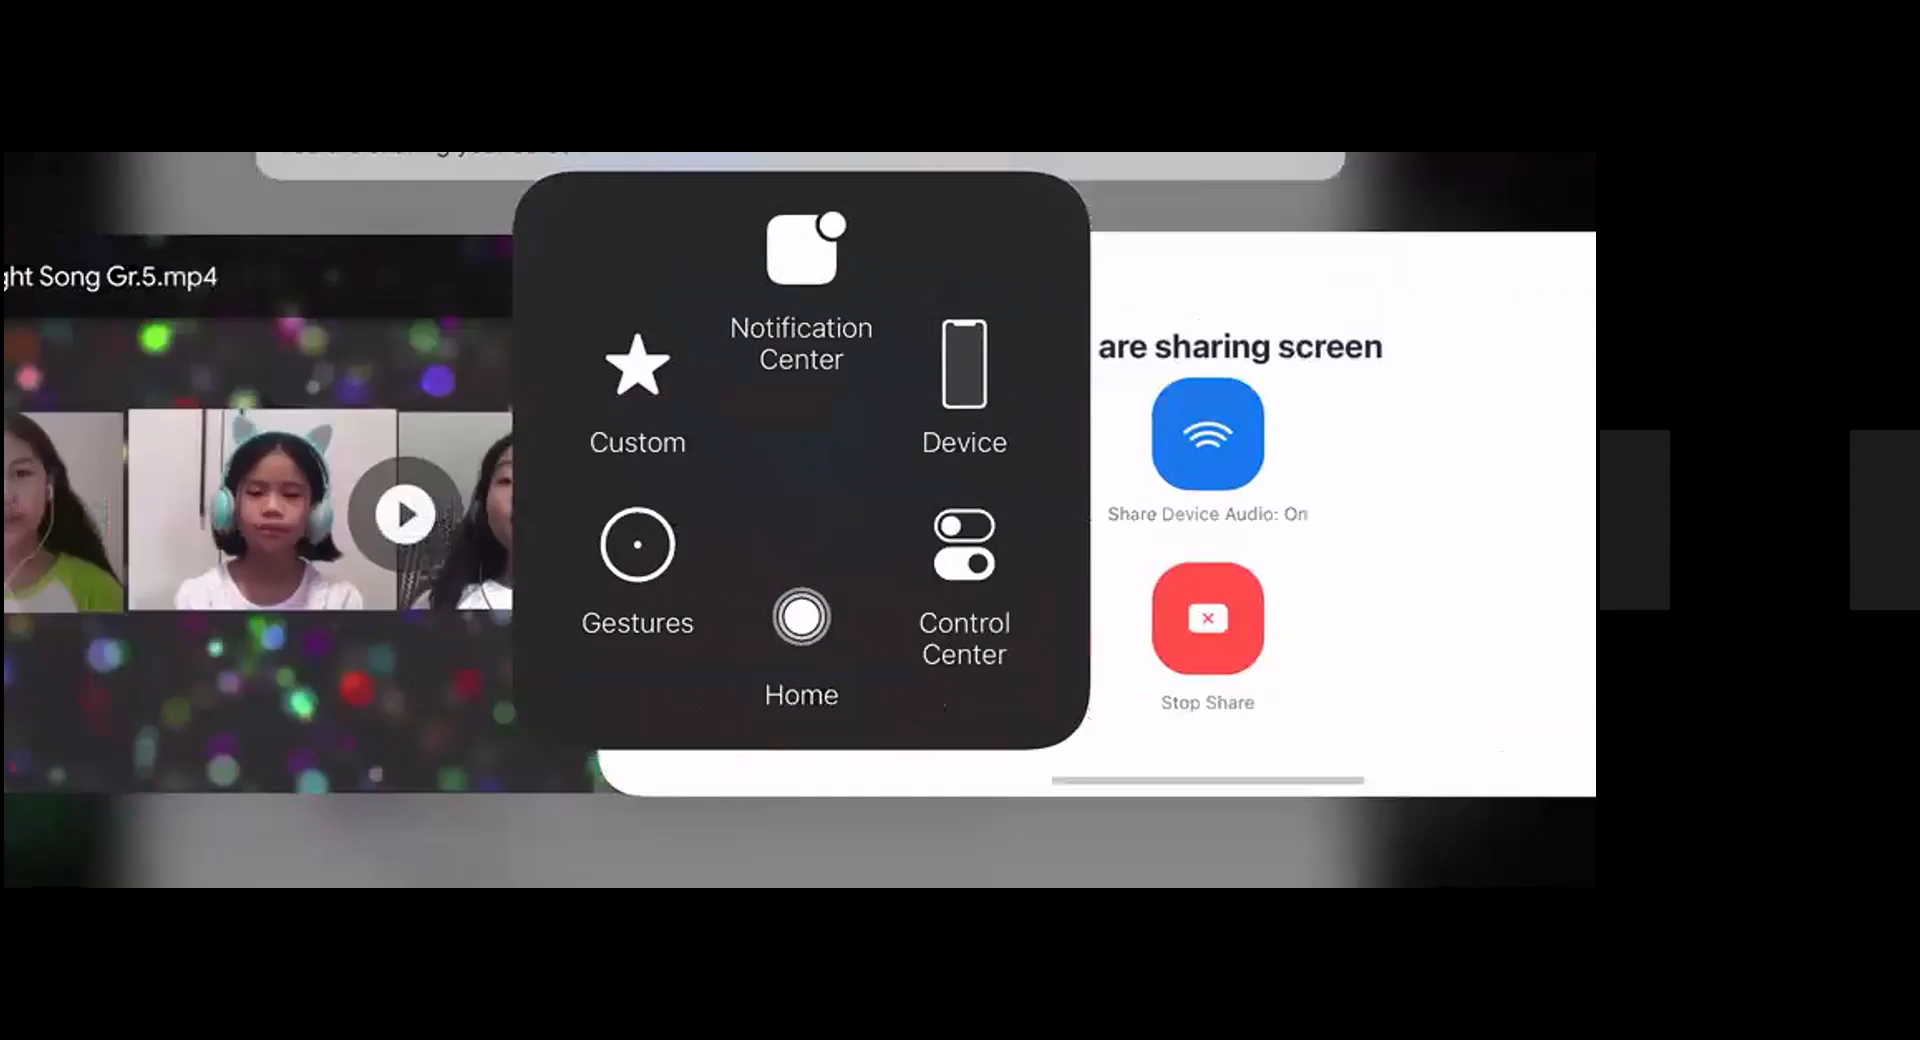 ght Song Gr.5.mp4
Notification
Center
Custom
Device
Gestures
Control
Center
Home
are sharing screen
Share Device Audio: On
Stop Share